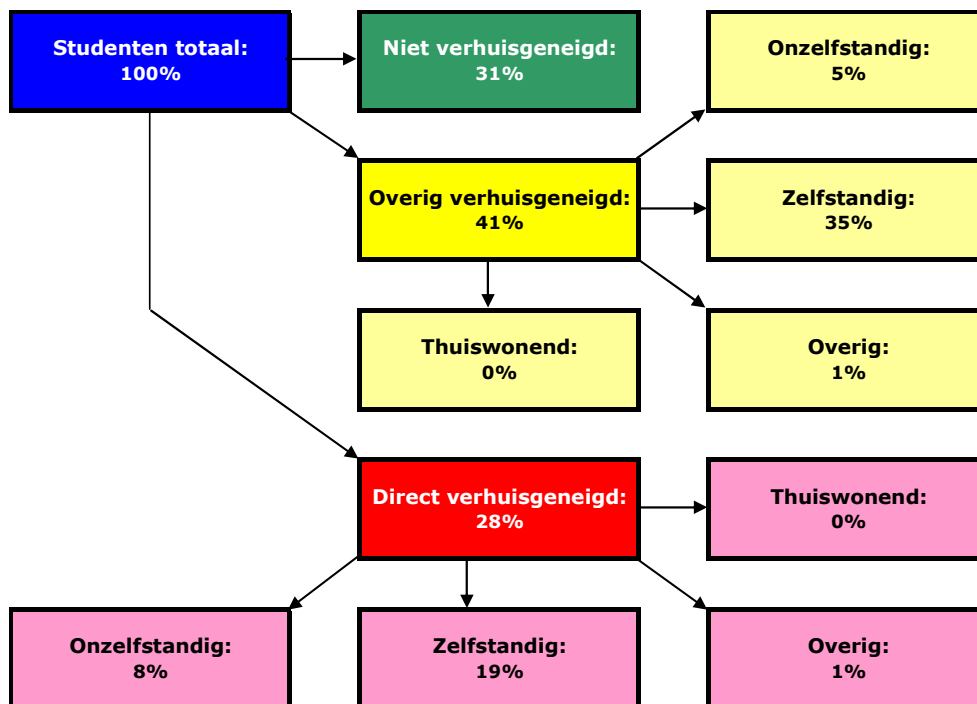 Studenten totaal:
100%
Niet verhuisgeneigd:
31%
Onzelfstandig:
5%
Overig verhuisgeneigd:
41%
Zelfstandig:
35%
Thuiswonend:
0%
Overig:
1%
Direct verhuisgeneigd:
28%
Thuiswonend:
0%
Onzelfstandig:
8%
Zelfstandig:
19%
Overig:
1%